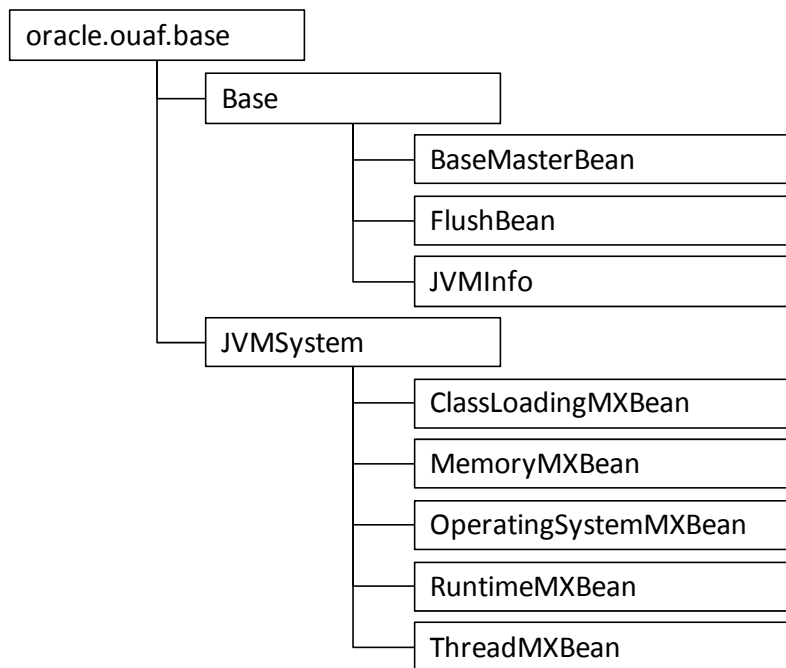 oracle.ouaf.base
Base
BaseMasterBean
FlushBean
JVMInfo
JVMSystem
ClassLoadingMXBean
MemoryMXBean
OperatingSystemMXBean
RuntimeMXBean
ThreadMXBean